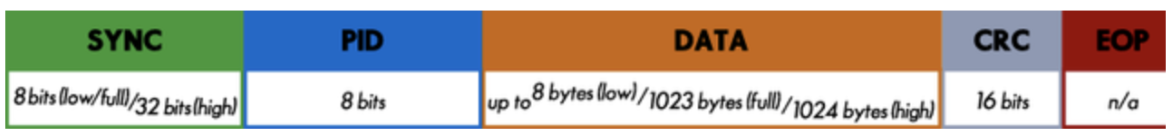 SYNC PID DATA CRC EOP
8 bits (low/full)/32 bits (high) 8 bits up to 8 bytes (low)/1023 bytes (full)/1024 bytes (high) 16 bits n/a